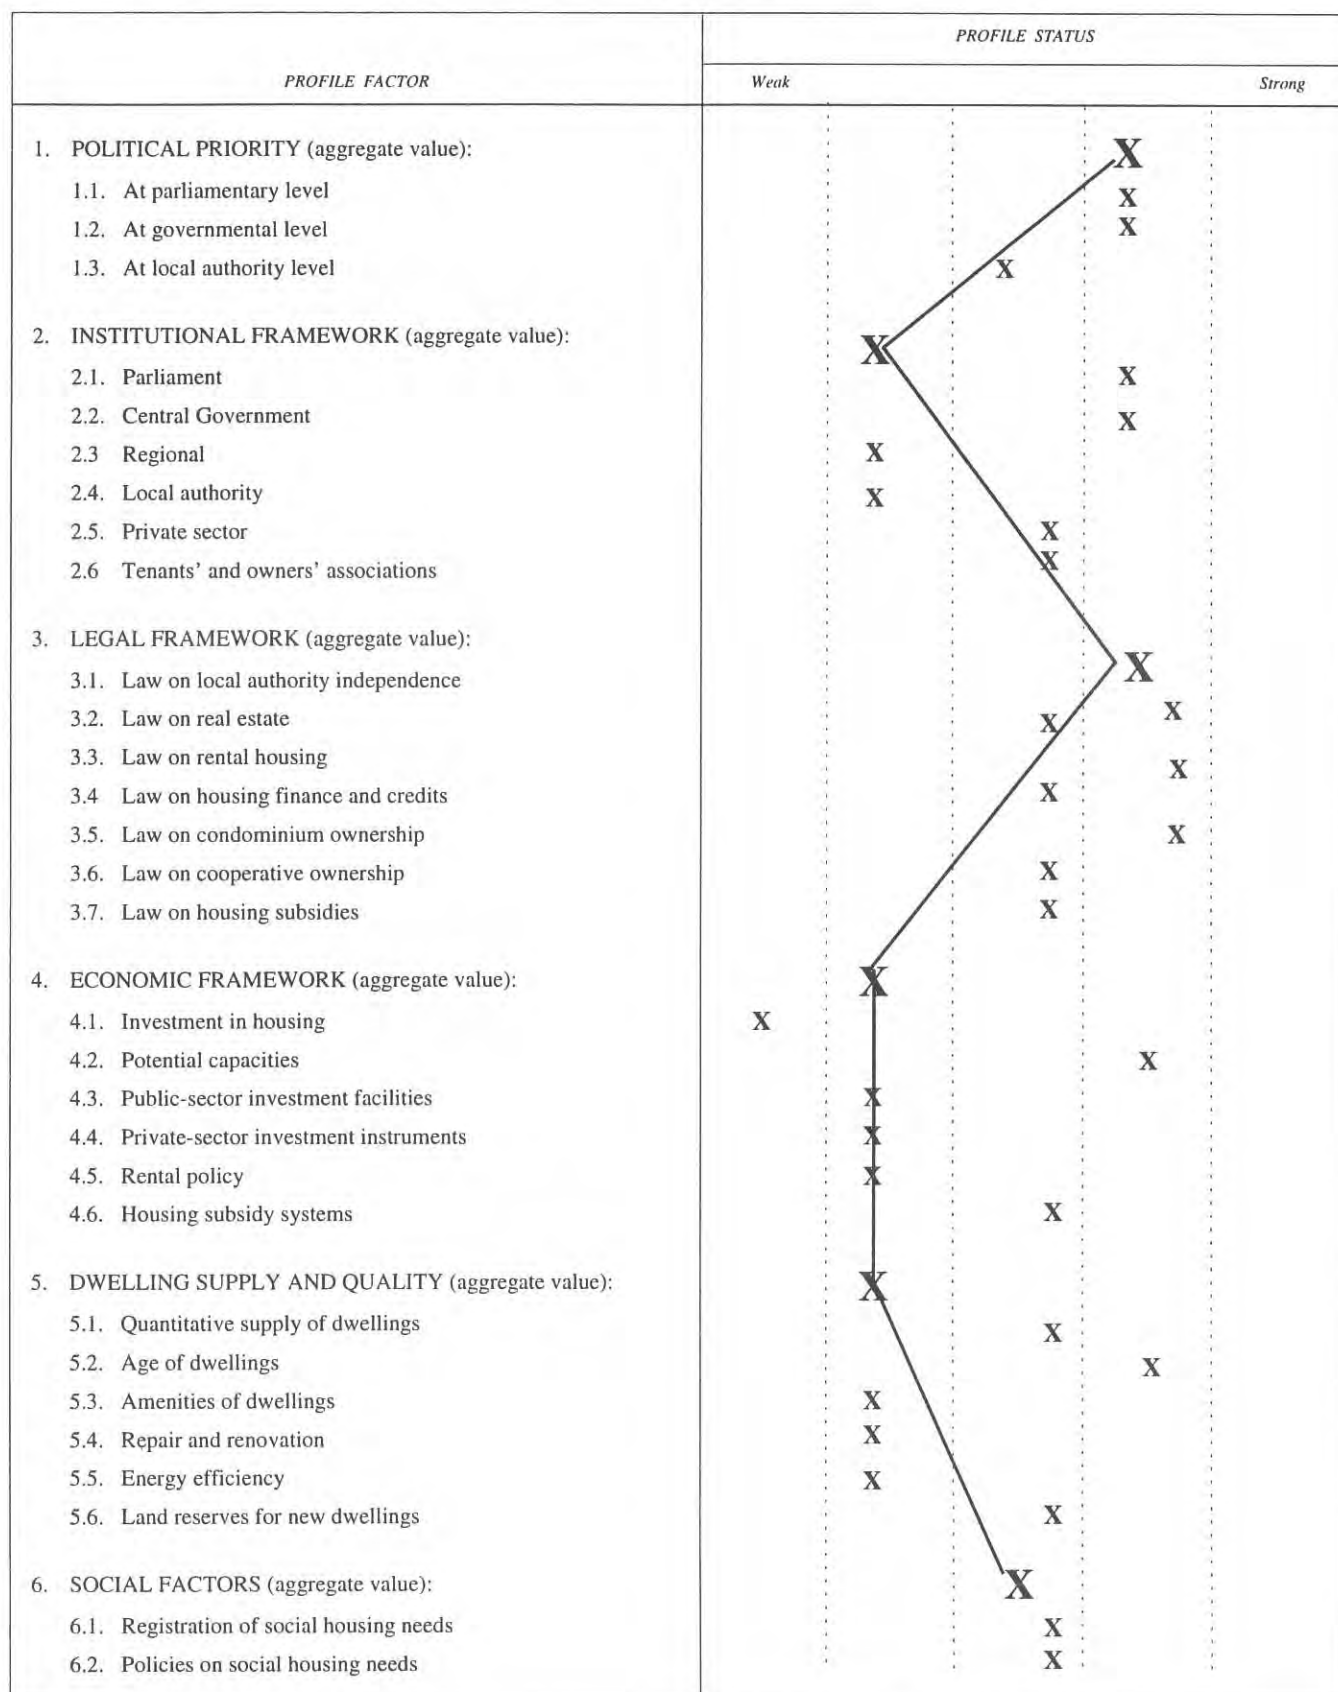 PROFILE STATUS
PROFILE FACTOR
Weak
Strong
1. POLITICAL PRIORITY (aggregate value): X
1.1. At parliamentary level X
1.2. At governmental level X
1.3. At local authority level X
2. INSTITUTIONAL FRAMEWORK (aggregate value): X
2.1. Parliament X
2.2. Central Government X
2.3 Regional X
2.4. Local authority X
2.5. Private sector X
2.6 Tenants' and owners' associations X
3. LEGAL FRAMEWORK (aggregate value): X
3.1. Law on local authority independence X
3.2. Law on real estate X
3.3. Law on rental housing X
3.4 Law on housing finance and credits X
3.5. Law on condominium ownership X
3.6. Law on cooperative ownership X
3.7. Law on housing subsidies X
4. ECONOMIC FRAMEWORK (aggregate value): X
4.1. Investment in housing X
4.2. Potential capacities X
4.3. Public-sector investment facilities X
4.4. Private-sector investment instruments X
4.5. Rental policy X
4.6. Housing subsidy systems X
5. DWELLING SUPPLY AND QUALITY (aggregate value): X
5.1. Quantitative supply of dwellings X
5.2. Age of dwellings X
5.3. Amenities of dwellings X
5.4. Repair and renovation X
5.5. Energy efficiency X
5.6. Land reserves for new dwellings X
6. SOCIAL FACTORS (aggregate value): X
6.1. Registration of social housing needs X
6.2. Policies on social housing needs X